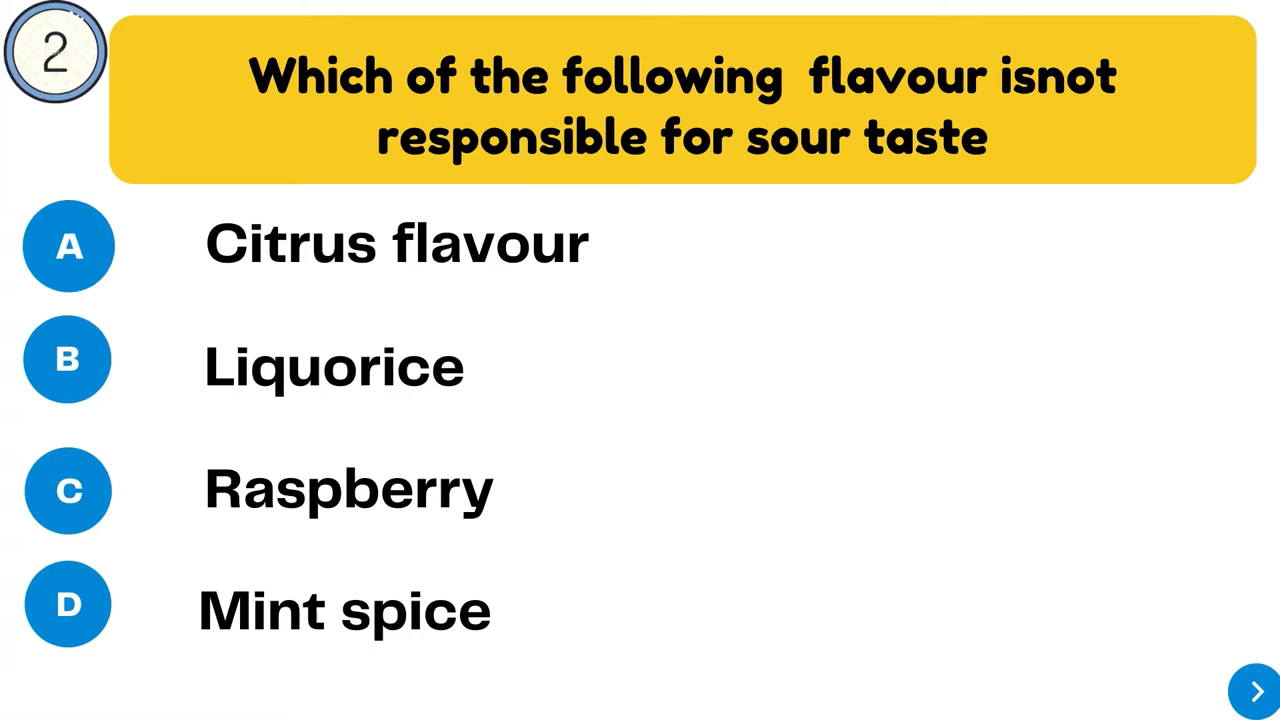 2
Which of the following flavour isnot
responsible for sour taste
A Citrus flavour
B Liquorice
C Raspberry
D Mint spice